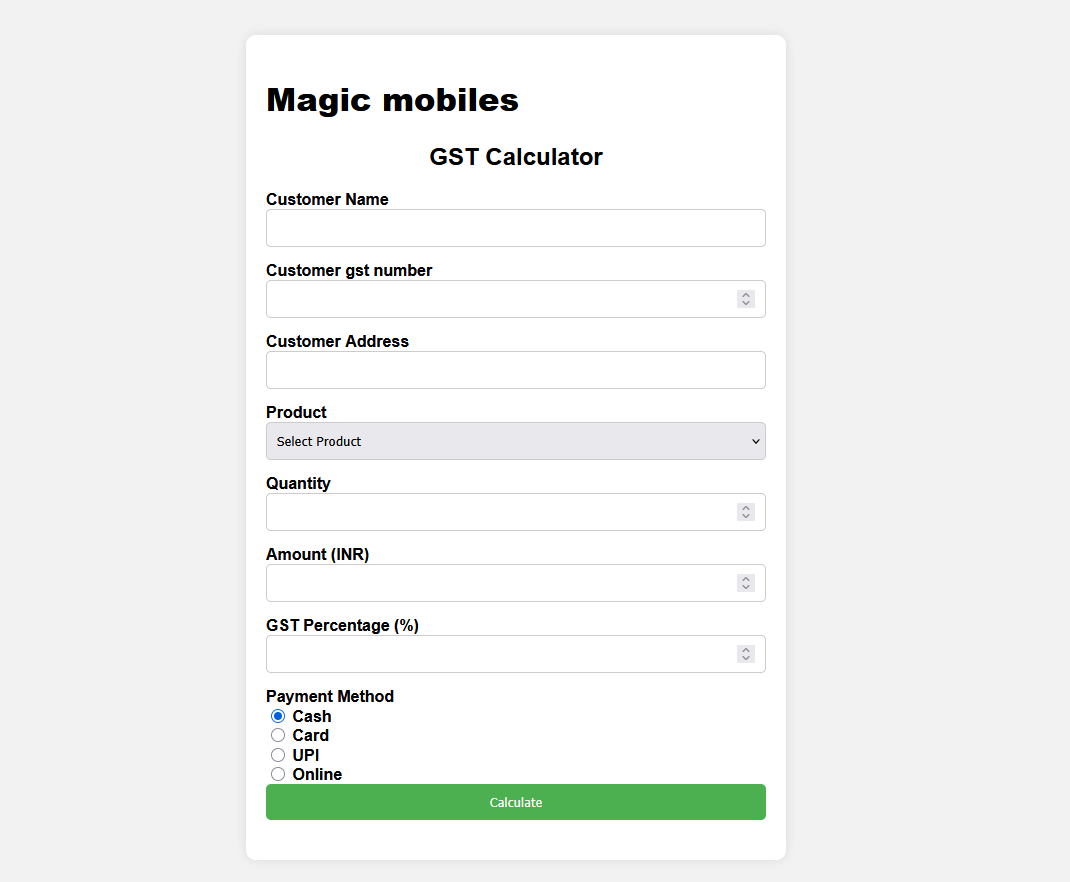 Magic mobiles
GST Calculator
Customer Name
Customer gst number
Customer Address
Product
Select Product
Quantity
Amount (INR)
GST Percentage (%)
Payment Method
Cash
Card
UPI
Online
Calculate